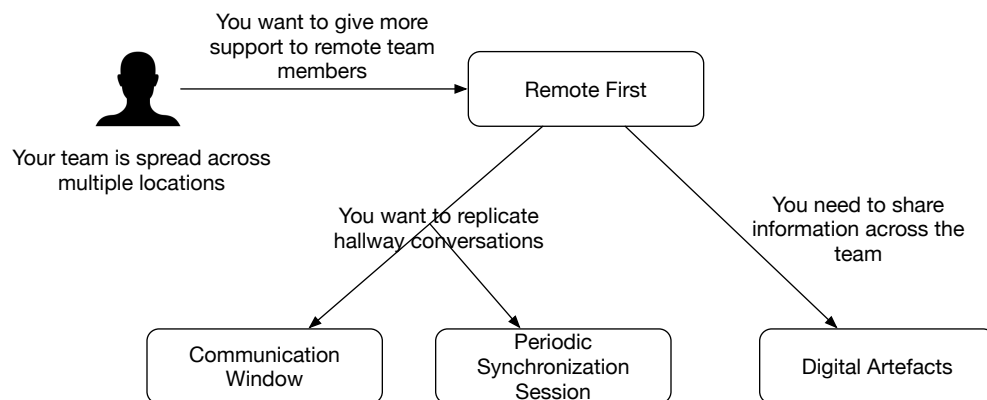 You want to give more
support to remote team
members
Remote First
Your team is spread across
multiple locations
You want to replicate
hallway conversations
You need to share
information across the
team
Communication
Window
Periodic
Synchronization
Session
Digital Artefacts